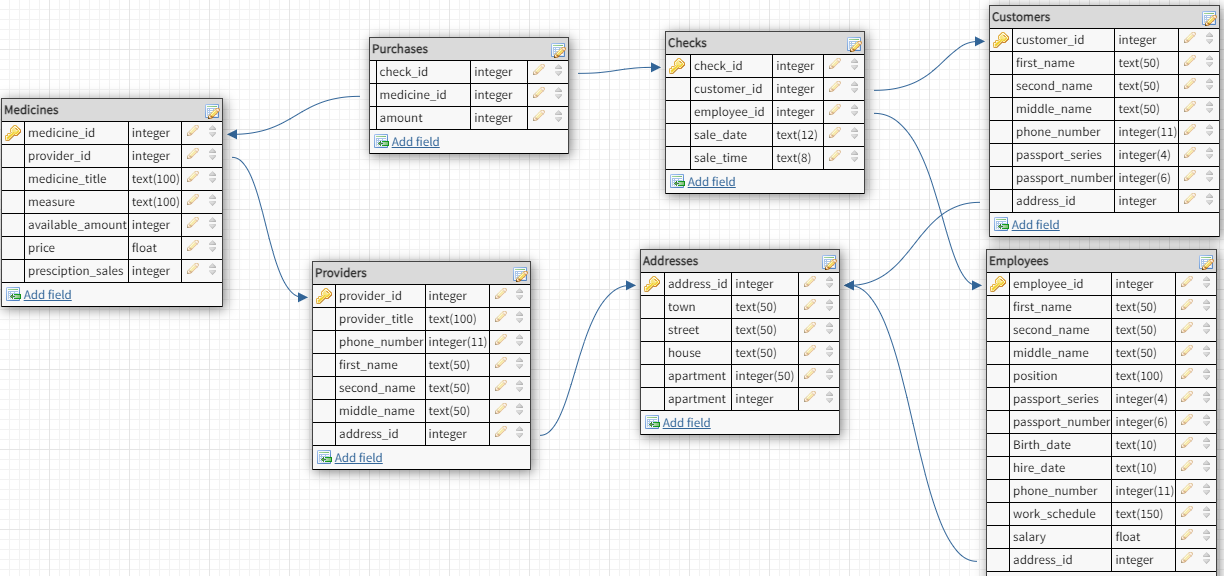 Medicines
medicine_id integer
provider_id integer
medicine_title text(100)
measure text(100)
available_amount integer
price float
presciption_sales integer
Add field
Purchases
check_id integer
medicine_id integer
amount integer
Add field
Checks
check_id integer
customer_id integer
employee_id integer
sale_date text(12)
sale_time text(8)
Add field
Customers
customer_id integer
first_name text(50)
second_name text(50)
middle_name text(50)
phone_number integer(11)
passport_series integer(4)
passport_number integer(6)
address_id integer
Add field
Providers
provider_id integer
provider_title text(100)
phone_number integer(11)
first_name text(50)
second_name text(50)
middle_name text(50)
address_id integer
Add field
Addresses
address_id integer
town text(50)
street text(50)
house text(50)
apartment integer(50)
apartment integer
Add field
Employees
employee_id integer
first_name text(50)
second_name text(50)
middle_name text(50)
position text(100)
passport_series integer(4)
passport_number integer(6)
Birth_date text(10)
hire_date text(10)
phone_number integer(11)
work_schedule text(150)
salary float
address_id integer